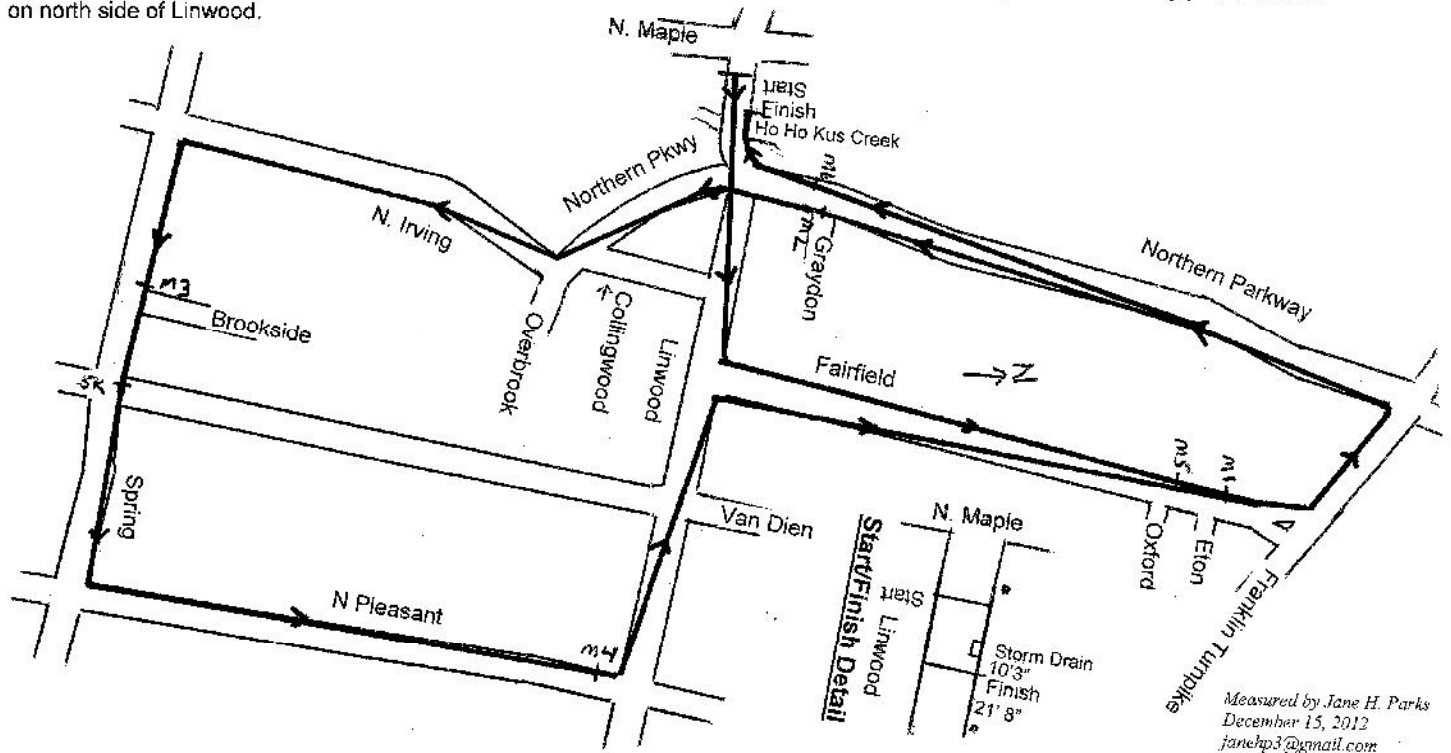 on north side of Linwood.
N. Maple
Start
Finish
Ho Ho Kus Creek
M6
Northern Pkwy
N. Irving
M2
Graydon
Northern Parkway
M3
Brookside
Overbrook
Collingwood
Linwood
Fairfield
N
5K
M5
M1
Spring
Van Dien
Oxford
Eton
Franklin Turnpike
N Pleasant
M4
Start/Finish Detail
N. Maple
Start
Linwood
Storm Drain
10'3"
Finish
21' 8"
Measured by Jane H. Parks
December 15, 2012
janehp3@gmail.com